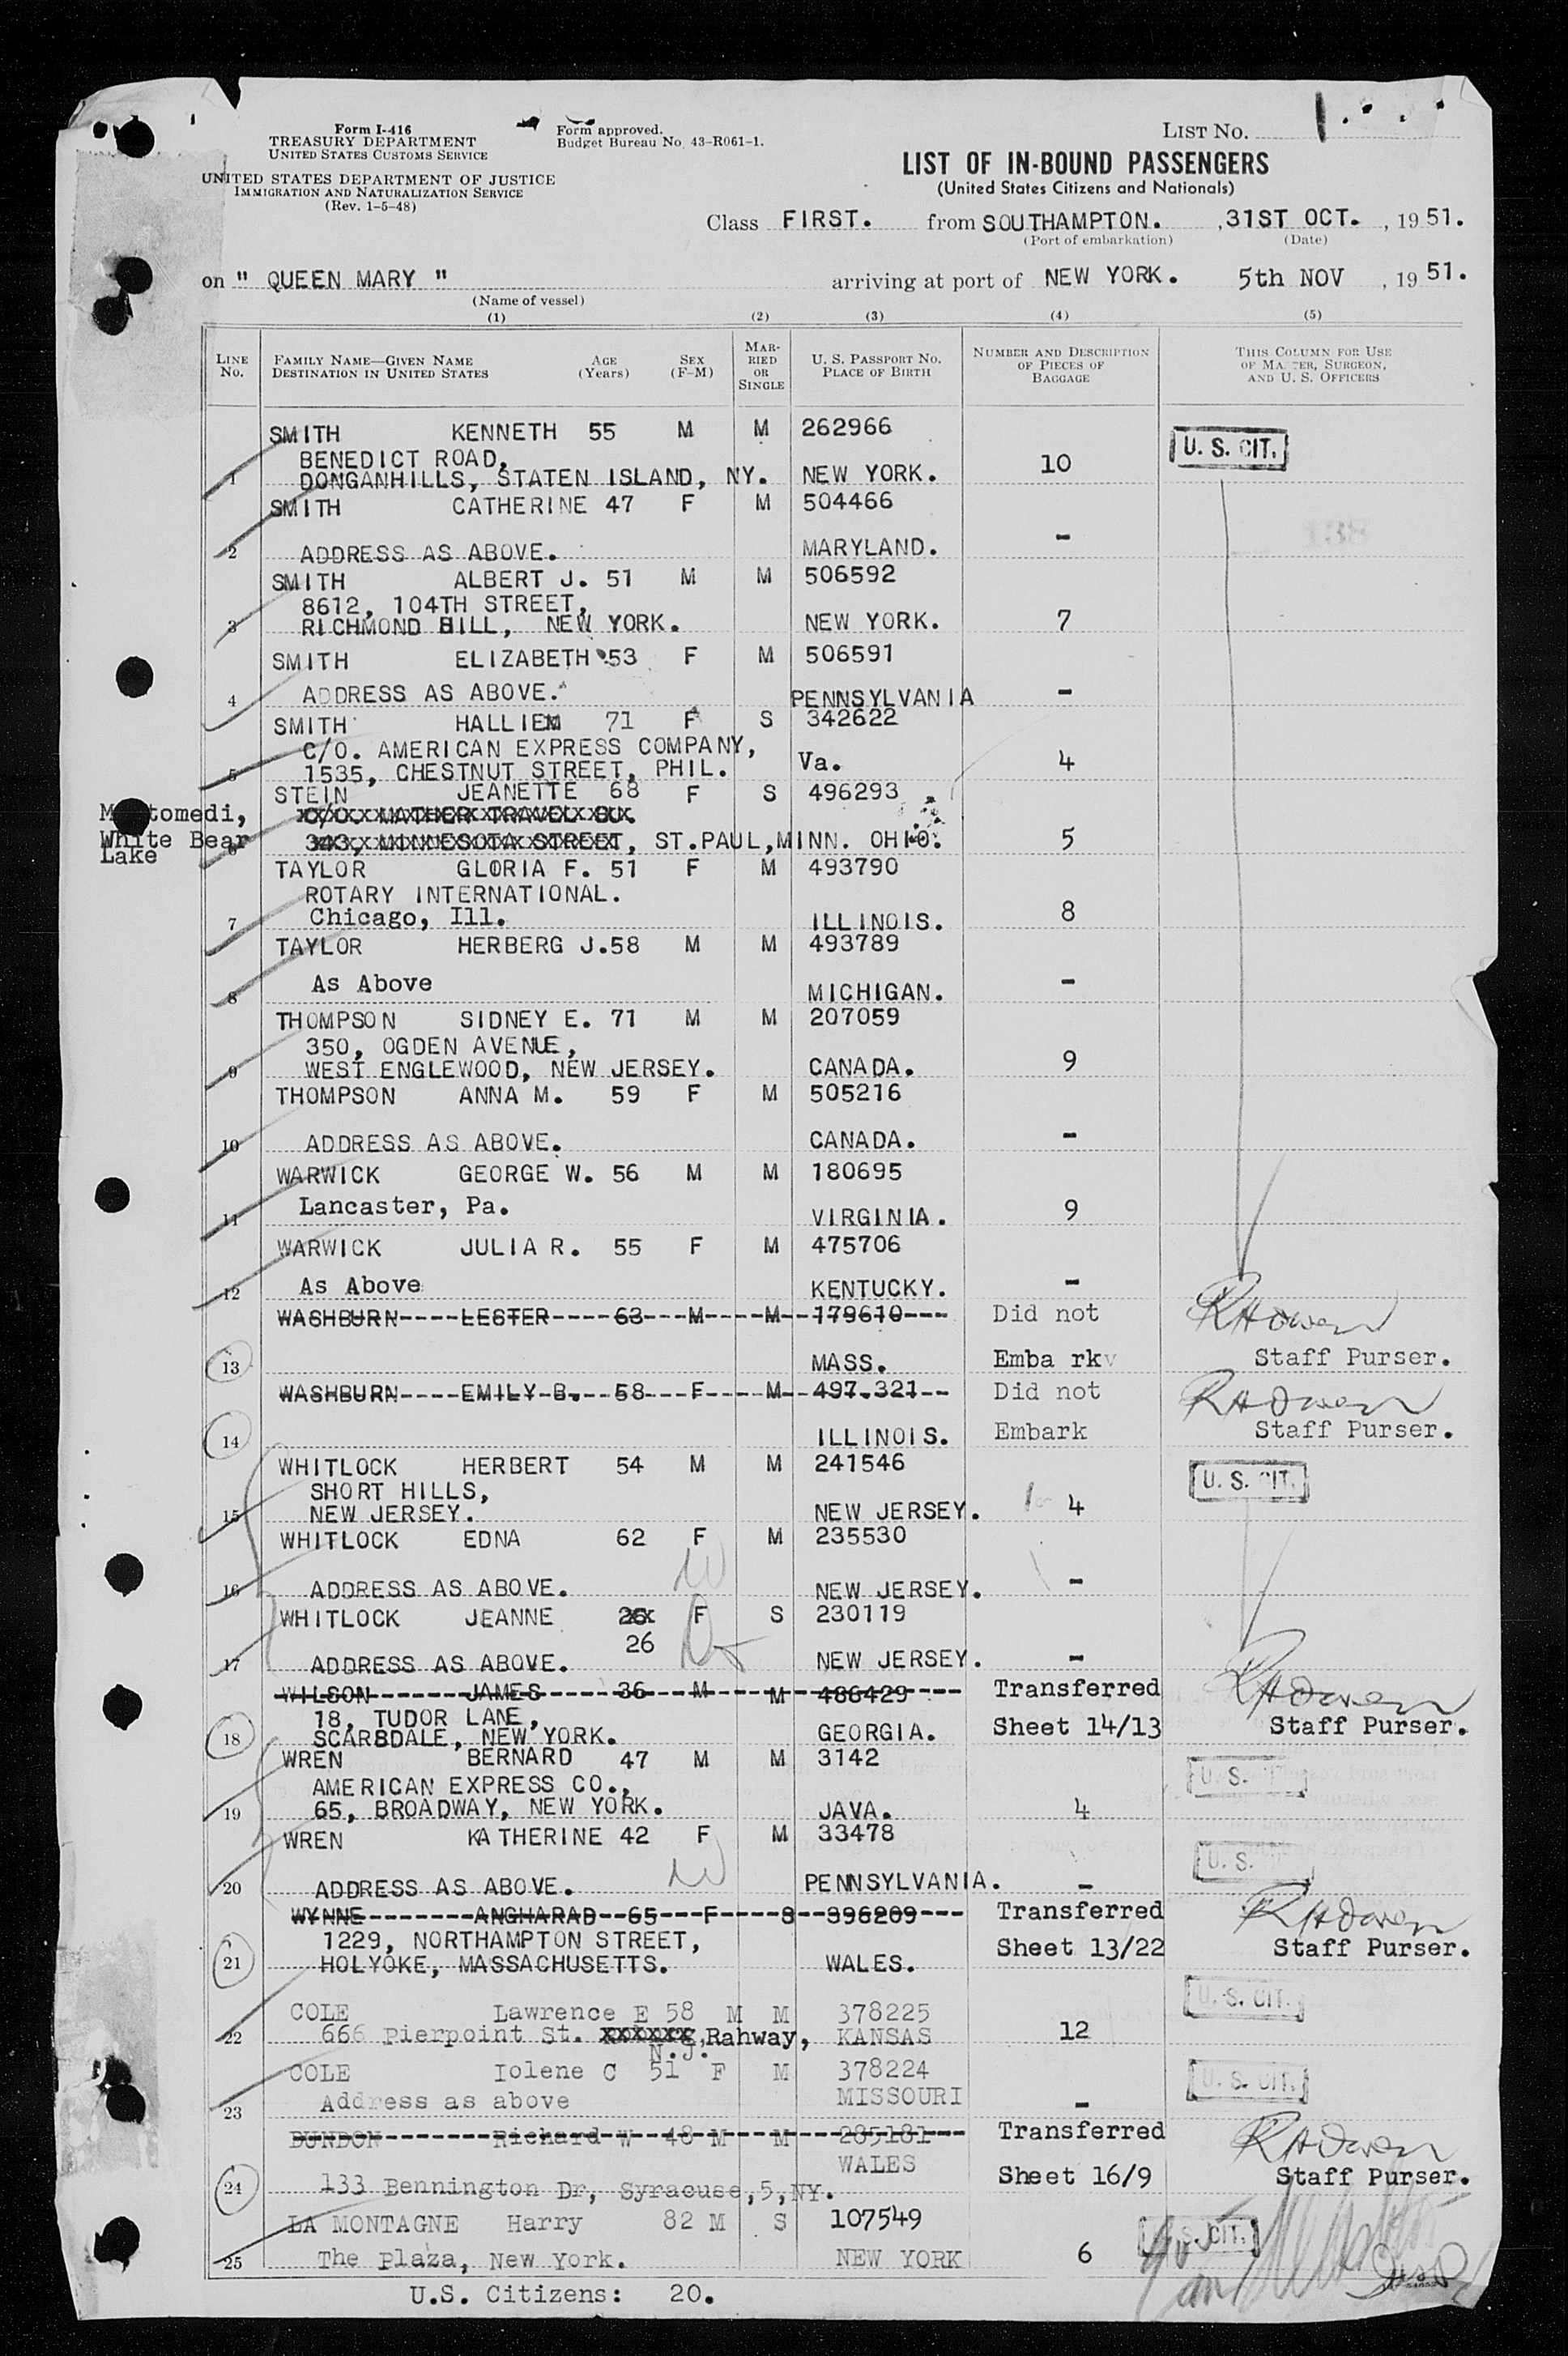 Form I-416
TREASURY DEPARTMENT
UNITED STATES CUSTOMS SERVICE
UNITED STATES DEPARTMENT OF JUSTICE
IMMIGRATION AND NATURALIZATION SERVICE
(Rev. 1-5-48)
Form approved.
Budget Bureau No. 43-R061-1.
LIST No. 1
LIST OF IN-BOUND PASSENGERS
(United States Citizens and Nationals)
Class FIRST. from SOUTHAMPTON. , 31ST OCT. , 19 51.
(Port of embarkation) (Date)
on " QUEEN MARY " arriving at port of NEW YORK. 5th NOV , 19 51.
(Name of vessel)
(1) (2) (3) (4) (5)
LINE No.
FAMILY NAME—GIVEN NAME
DESTINATION IN UNITED STATES
AGE (Years)
SEX (F-M)
MARRIED OR SINGLE
U. S. PASSPORT No.
PLACE OF BIRTH
NUMBER AND DESCRIPTION OF PIECES OF BAGGAGE
THIS COLUMN FOR USE OF MASTER, SURGEON, AND U. S. OFFICERS
SMITH KENNETH 55 M M 262966 U. S. CIT.
BENEDICT ROAD, 10
1 DONGANHILLS, STATEN ISLAND, NY. NEW YORK.
SMITH CATHERINE 47 F M 504466
2 ADDRESS AS ABOVE. MARYLAND. -
SMITH ALBERT J. 51 M M 506592
8612, 104TH STREET,
3 RICHMOND HILL, NEW YORK. NEW YORK. 7
SMITH ELIZABETH 53 F M 506591
4 ADDRESS AS ABOVE. PENNSYLVANIA -
SMITH HALLIEM 71 F S 342622
C/O. AMERICAN EXPRESS COMPANY,
5 1535, CHESTNUT STREET, PHIL. Va. 4
STEIN JEANETTE 68 F S 496293
Mahtomedi, C/O. MATHER TRAVEL CO.
White Bear Lake
6 343, MINNESOTA STREET, ST.PAUL,MINN. OHIO. 5
TAYLOR GLORIA F. 51 F M 493790
ROTARY INTERNATIONAL.
7 Chicago, Ill. ILLINOIS. 8
TAYLOR HERBERG J.58 M M 493789
8 As Above MICHIGAN. -
THOMPSON SIDNEY E. 71 M M 207059
350, OGDEN AVENUE,
9 WEST ENGLEWOOD, NEW JERSEY. CANADA. 9
THOMPSON ANNA M. 59 F M 505216
10 ADDRESS AS ABOVE. CANADA. -
WARWICK GEORGE W. 56 M M 180695
11 Lancaster, Pa. VIRGINIA. 9
WARWICK JULIA R. 55 F M 475706
12 As Above KENTUCKY. -
WASHBURN LESTER 63 M M 179610 Did not RHOwen
13 MASS. Embark Staff Purser.
WASHBURN EMILY B. 58 F M 497.321 Did not RHOwen
14 ILLINOIS. Embark Staff Purser.
WHITLOCK HERBERT 54 M M 241546 U. S. CIT.
SHORT HILLS,
15 NEW JERSEY. NEW JERSEY. 4
WHITLOCK EDNA 62 F M 235530
16 ADDRESS AS ABOVE. NEW JERSEY. -
WHITLOCK JEANNE F S 230119
26
17 ADDRESS AS ABOVE. NEW JERSEY. -
WILSON JAMES 36 M M 486429 Transferred RHOwen
18, TUDOR LANE,
18 SCARSDALE, NEW YORK. GEORGIA. Sheet 14/13 Staff Purser.
WREN BERNARD 47 M M 3142 U. S.
AMERICAN EXPRESS CO.,
19 65, BROADWAY, NEW YORK. JAVA. 4
WREN KATHERINE 42 F M 33478 U. S.
20 ADDRESS AS ABOVE. PENNSYLVANIA. -
WYNNE ANGHARAD 65 F S 396209 Transferred RHOwen
1229, NORTHAMPTON STREET, Sheet 13/22 Staff Purser.
21 HOLYOKE, MASSACHUSETTS. WALES.
COLE Lawrence E 58 M M 378225 U. S. CIT.
22 666 Pierpoint St. Rahway, KANSAS 12
N.J.
COLE Iolene C 51 F M 378224 U. S. CIT.
23 Address as above MISSOURI -
DUNDON Richard W 48 M M 285181 Transferred RHOwen
WALES Sheet 16/9 Staff Purser.
24 133 Bennington Dr, Syracuse,5,NY.
LA MONTAGNE Harry 82 M S 107549 U.S. CIT.
25 The Plaza, New York. NEW YORK 6
U.S. Citizens: 20.